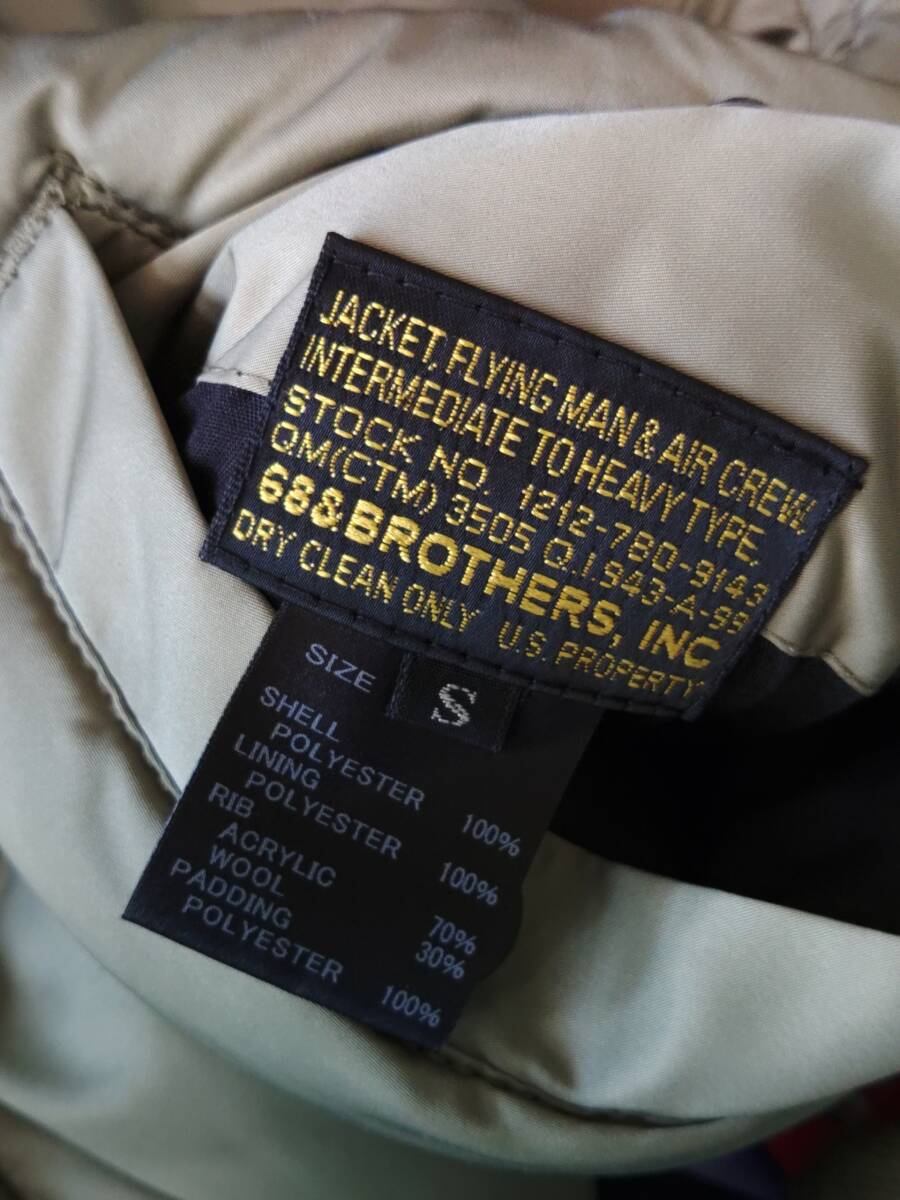 JACKET, FLYING MAN & AIR CREW,
INTERMEDIATE TO HEAVY TYPE.
STOCK NO. 1212-780-9143
QM(CTM) 3505 Q.I.943-A-99
68&BROTHERS, INC
DRY CLEAN ONLY U.S. PROPERTY
SIZE S
SHELL
POLYESTER 100%
LINING
POLYESTER 100%
RIB
ACRYLIC 70%
WOOL 30%
PADDING
POLYESTER 100%